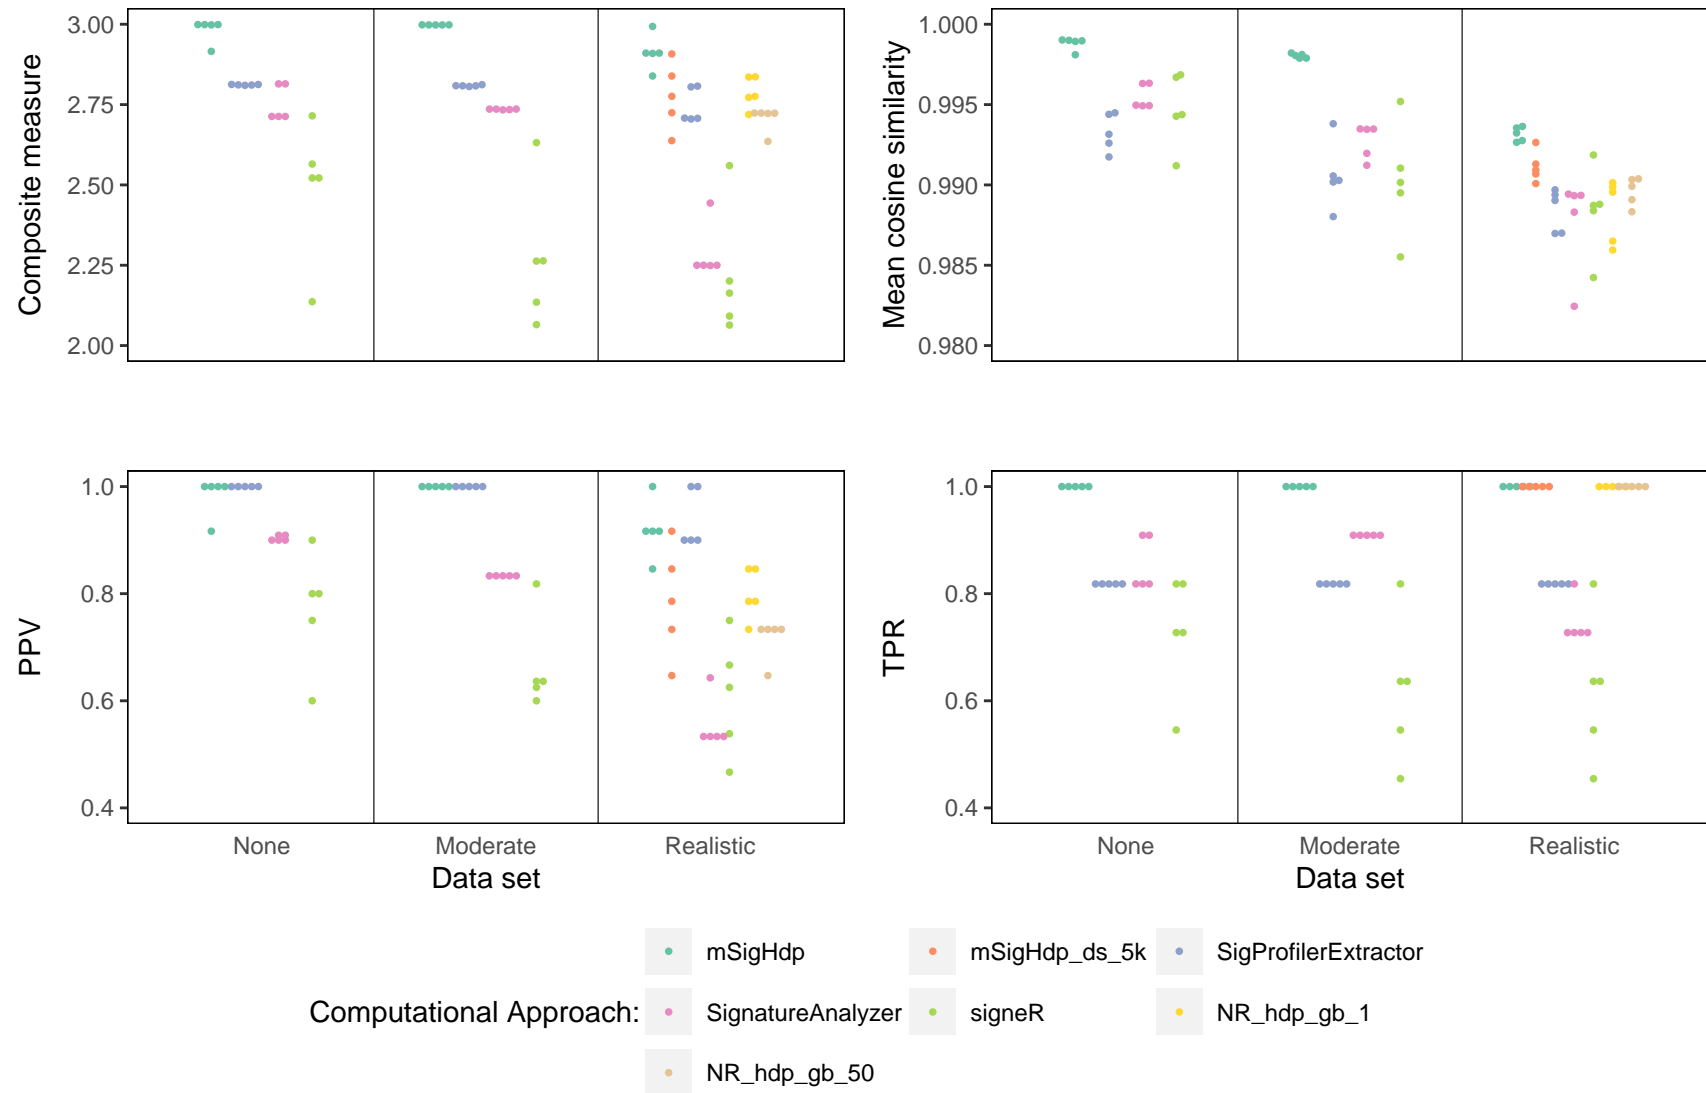 Composite measure
3.00
2.75
2.50
2.25
2.00
Mean cosine similarity
1.000
0.995
0.990
0.985
0.980
PPV
1.0
0.8
0.6
0.4
None Moderate Realistic
Data set
TPR
1.0
0.8
0.6
0.4
None Moderate Realistic
Data set
Computational Approach:
mSigHdp mSigHdp_ds_5k SigProfilerExtractor
SignatureAnalyzer signeR NR_hdp_gb_1
NR_hdp_gb_50